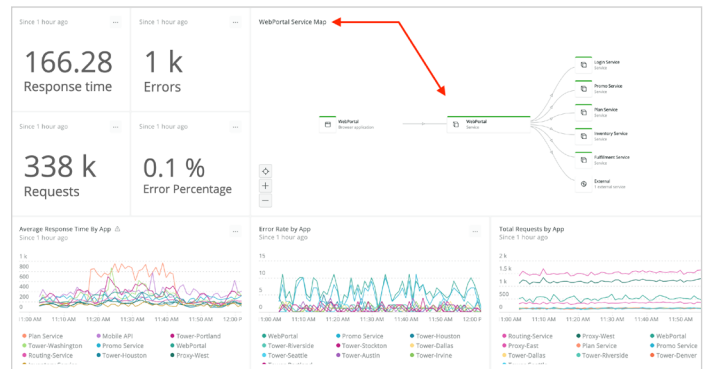 Since 1 hour ago
...
166.28
Response time
Since 1 hour ago
...
1 k
Errors
Since 1 hour ago
...
338 k
Requests
Since 1 hour ago
...
0.1 %
Error Percentage
WebPortal Service Map
WebPortal
Browser application
WebPortal
Service
Login Service
Service
Promo Service
Service
Plan Service
Service
Inventory Service
Service
Fulfillment Service
Service
External
1 external service
+
−
Average Response Time By App
Since 1 hour ago
...
1 k
800
600
400
200
0
:1:00 AM 11:10 AM 11:20 AM 11:30 AM 11:40 AM 11:50 AM 12:00 P
Plan Service Mobile API Tower-Portland
Tower-Washington Promo Service WebPortal
Routing-Service Tower-Houston Proxy-West
Error Rate by App
Since 1 hour ago
...
15
10
5
0
:1:00 AM 11:10 AM 11:20 AM 11:30 AM 11:40 AM 11:50 AM 12:00 P
WebPortal Promo Service Tower-Houston
Tower-Riverside Tower-Stockton Tower-Dallas
Tower-Seattle Tower-Austin Tower-Irvine
Total Requests by App
Since 1 hour ago
2 k
1.5 k
1 k
500
0
:1:00 AM 11:10 AM 11:20 AM 11:30 AM 11:40 AM 11:50 AM
Routing-Service Proxy-West WebPortal
Proxy-East Plan Service Promo Service
Tower-Dallas Tower-Riverside Tower-Denver